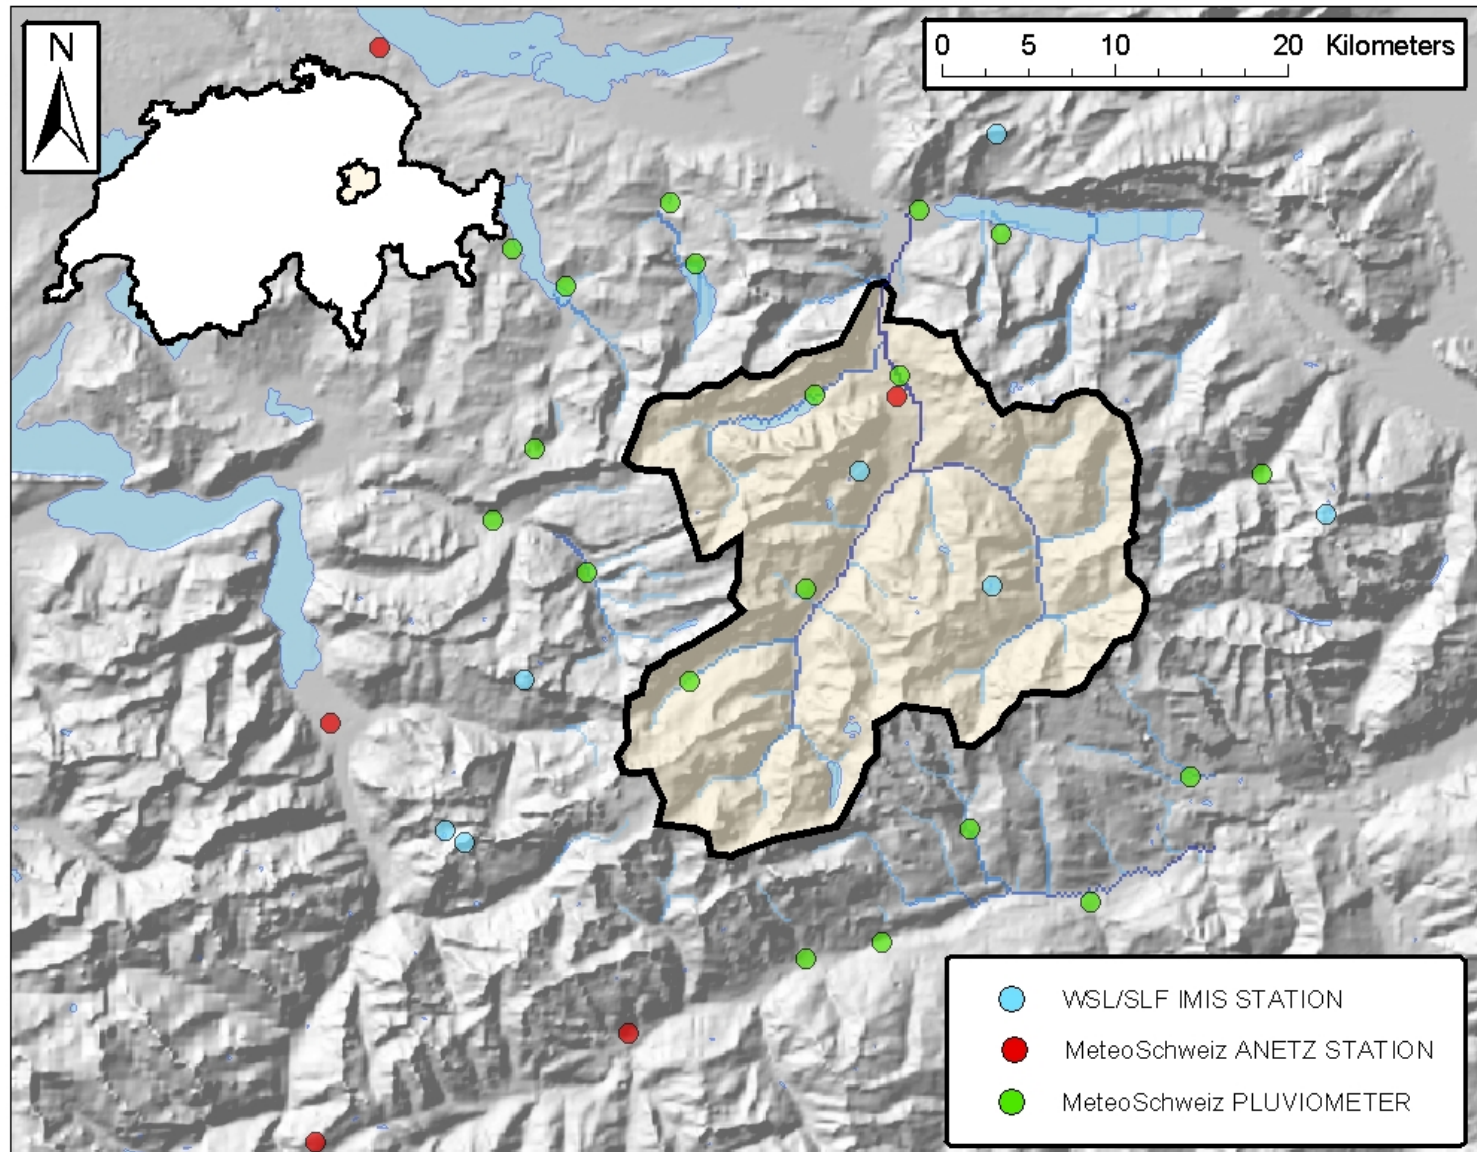 N
0 5 10 20 Kilometers
WSL/SLF IMIS STATION
MeteoSchweiz ANETZ STATION
MeteoSchweiz PLUVIOMETER